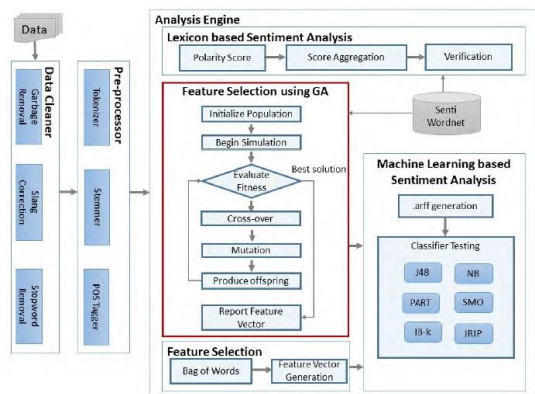 Data
Data Cleaner
Garbage
Removal
Slang
Correction
Stopword
Removal
Pre-processor
Tokenizer
Stemmer
POS Tagger
Analysis Engine
Lexicon based Sentiment Analysis
Polarity Score
Score Aggregation
Verification
Senti
Wordnet
Feature Selection using GA
Initialize Population
Begin Simulation
Evaluate
Fitness
Best solution
Cross-over
Mutation
Produce offspring
Report Feature
Vector
Feature Selection
Bag of Words
Feature Vector
Generation
Machine Learning based
Sentiment Analysis
.arff generation
Classifier Testing
J48
NB
PART
SMO
IB-k
JRIP